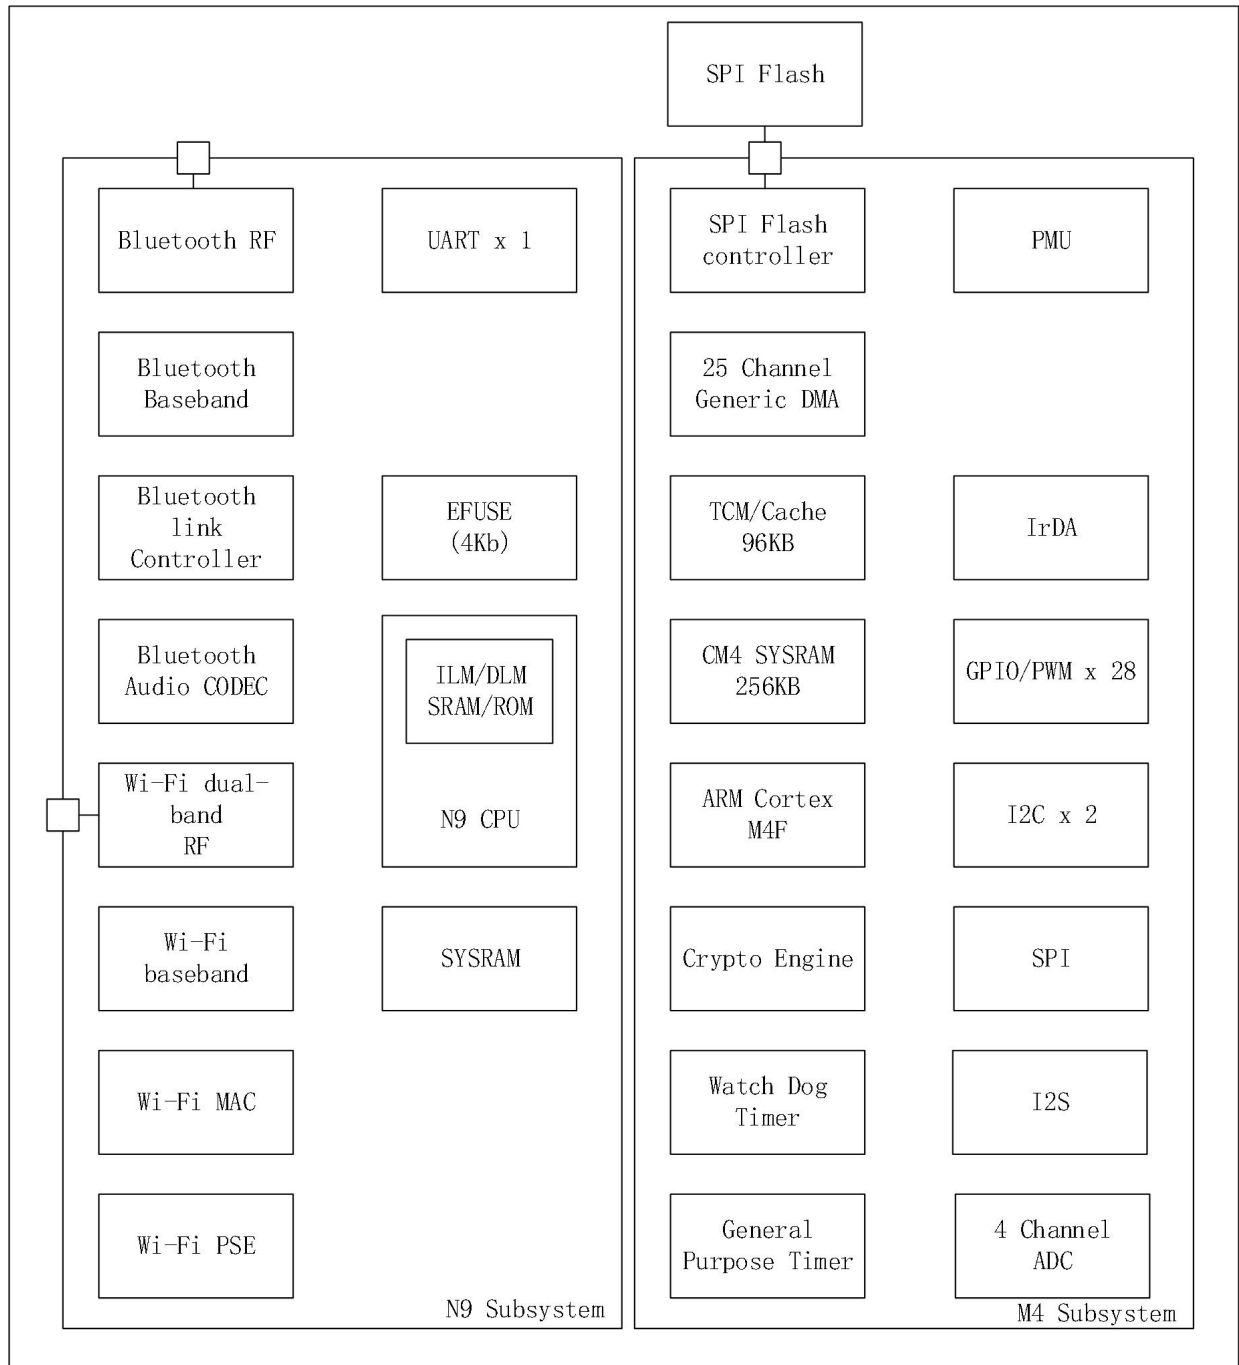 SPI Flash
Bluetooth RF
UART x 1
SPI Flash
controller
PMU
Bluetooth
Baseband
25 Channel
Generic DMA
Bluetooth
link
Controller
EFUSE
(4Kb)
TCM/Cache
96KB
IrDA
Bluetooth
Audio CODEC
ILM/DLM
SRAM/ROM
CM4 SYSRAM
256KB
GPIO/PWM x 28
Wi-Fi dual-
band
RF
N9 CPU
ARM Cortex
M4F
I2C x 2
Wi-Fi
baseband
SYSRAM
Crypto Engine
SPI
Wi-Fi MAC
Watch Dog
Timer
I2S
Wi-Fi PSE
General
Purpose Timer
4 Channel
ADC
N9 Subsystem
M4 Subsystem